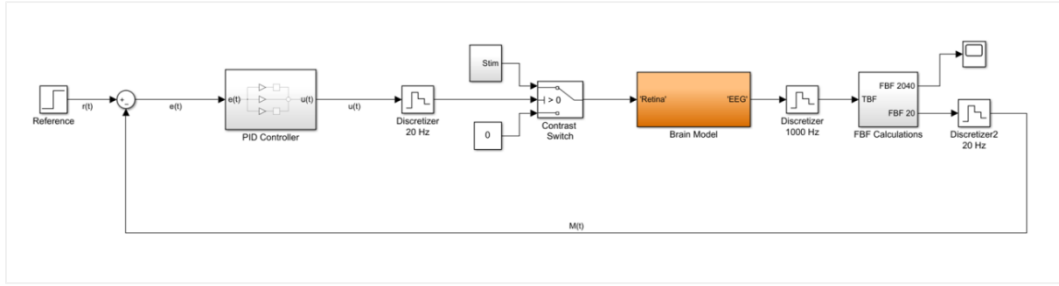 Reference
r(t)
+
-
e(t)
e(t)
u(t)
PID Controller
u(t)
Discretizer
20 Hz
Stim
> 0
0
Contrast
Switch
'Retina'
'EEG'
Brain Model
Discretizer
1000 Hz
TBF
FBF 2040
FBF 20
FBF Calculations
Discretizer2
20 Hz
M(t)